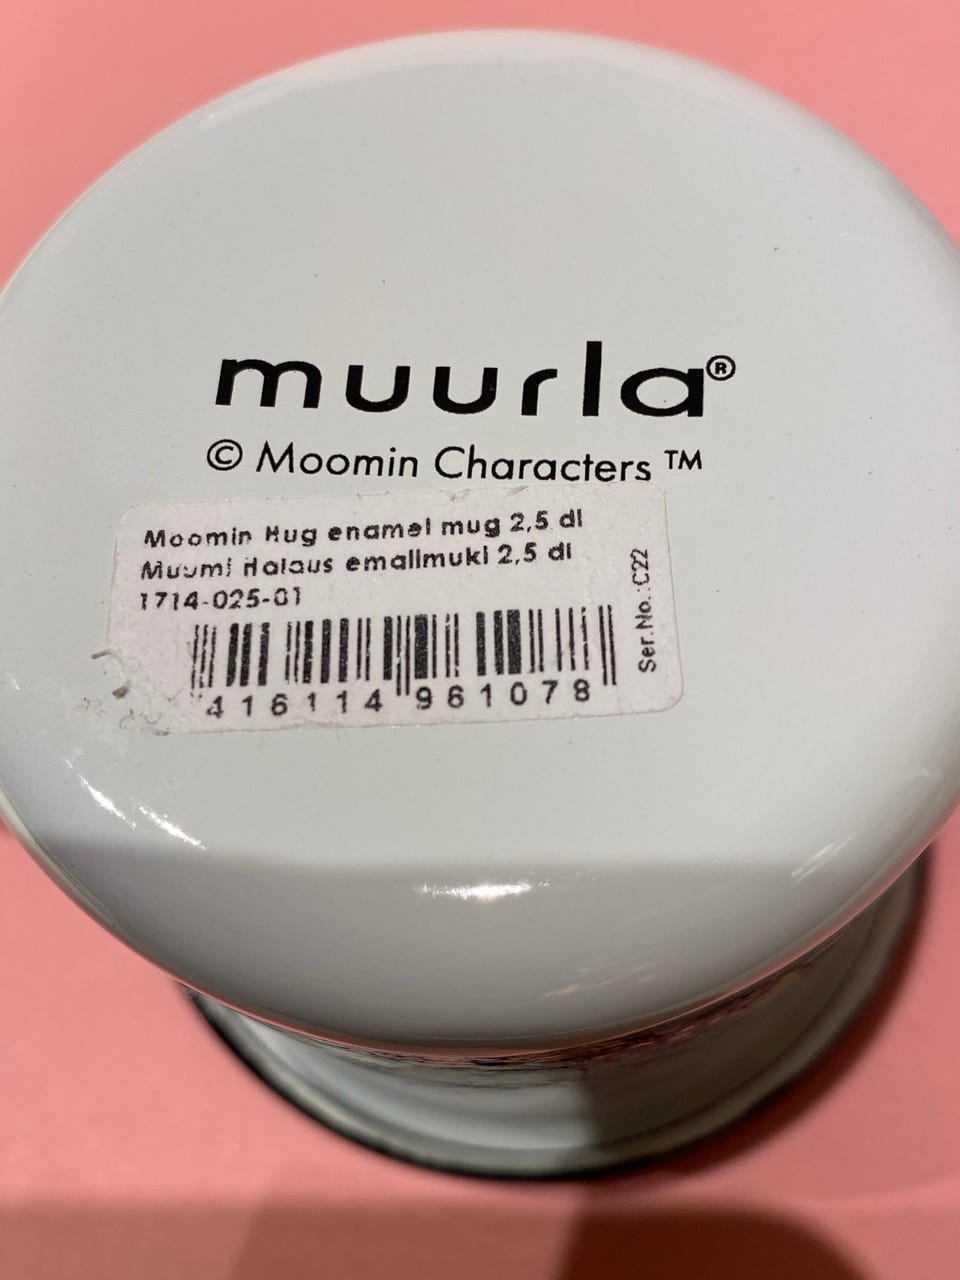 muurla®
© Moomin Characters ™
Moomin Hug enamel mug 2,5 dl
Muumi Halaus emalimuki 2,5 dl
1714-025-01
416114 961078
Ser.No.:C22